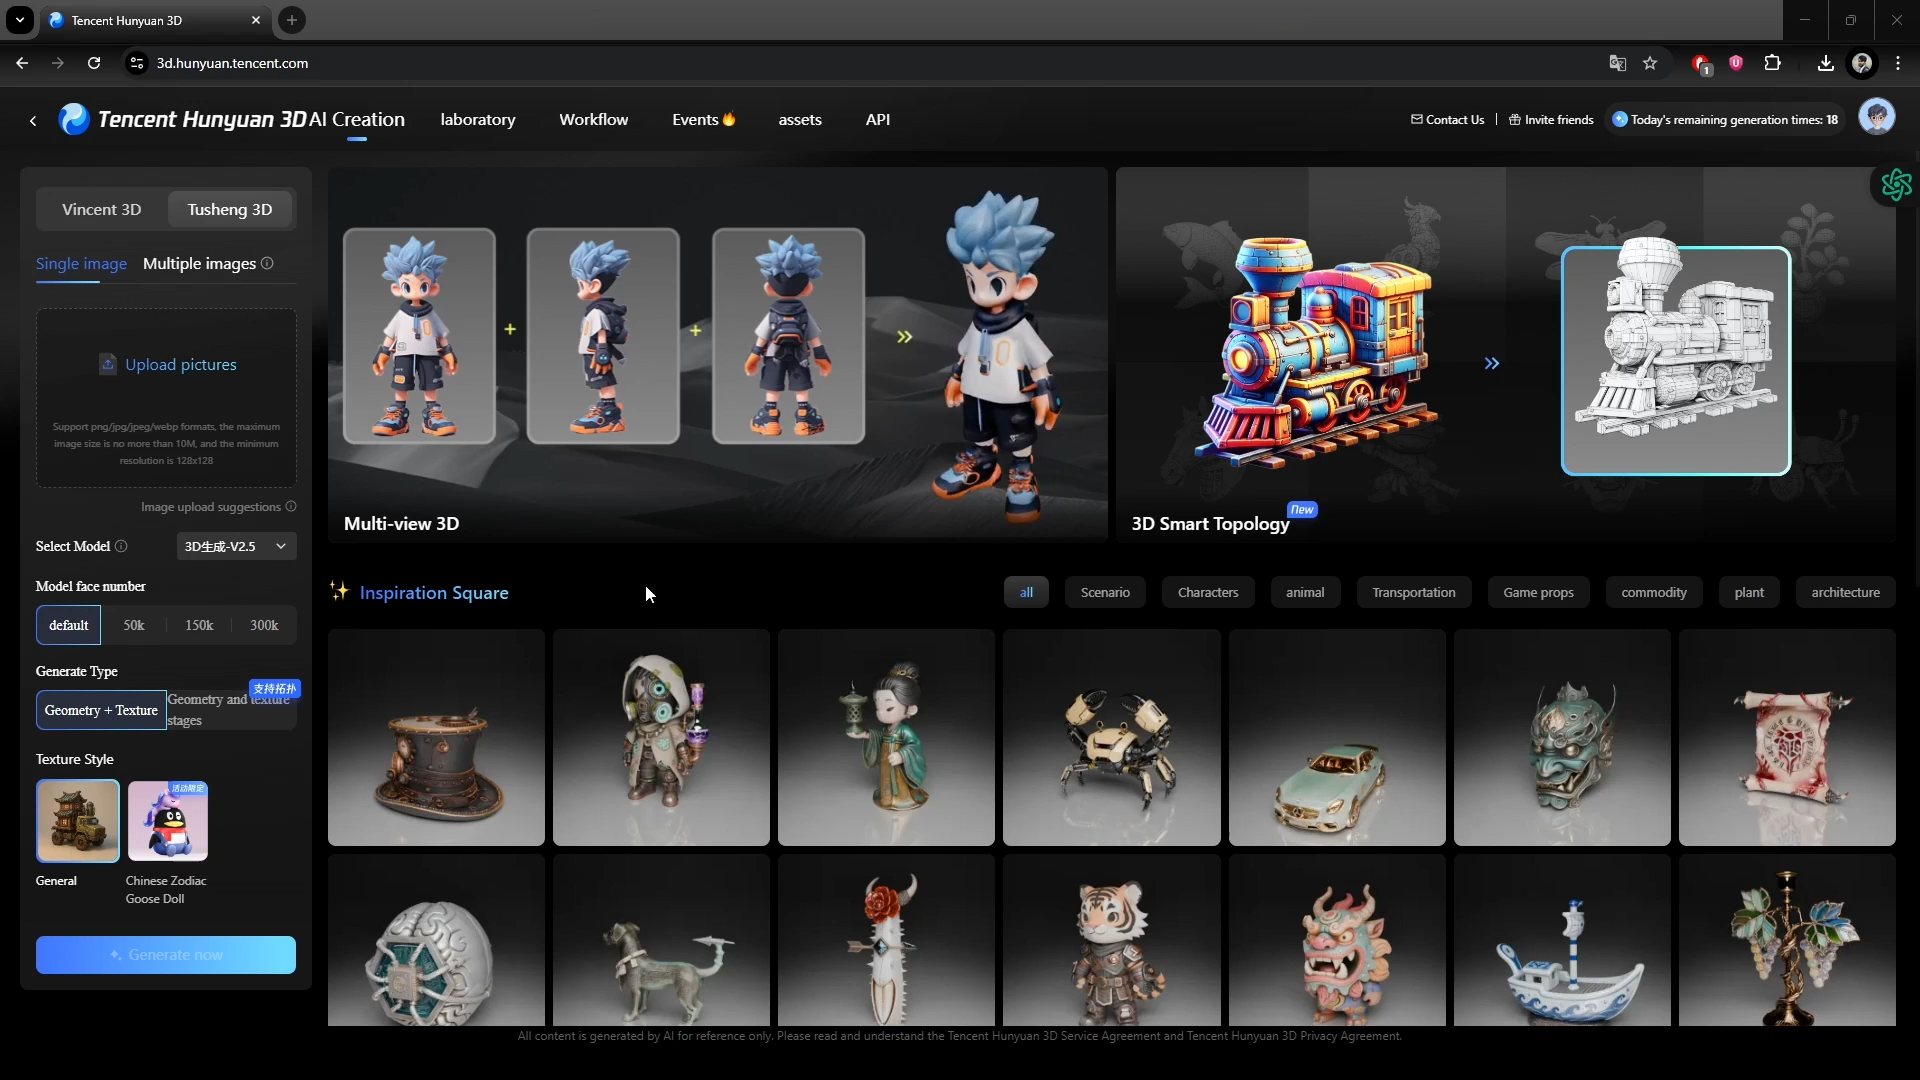 Tencent Hunyuan 3D
3d.hunyuan.tencent.com
1
Tencent Hunyuan 3D
AI Creation
laboratory
Workflow
Events
assets
API
Contact Us
Invite friends
Today's remaining generation times: 18
Vincent 3D
Tusheng 3D
Single image
Multiple images
Upload pictures
Support png/jpg/jpeg/webp formats, the maximum
image size is no more than 10M, and the minimum
resolution is 128x128
Image upload suggestions
Select Model
3D生成-V2.5
Model face number
default
50k
150k
300k
Generate Type
支持拓扑
Geometry + Texture
Geometry and texture
stages
Texture Style
活动限定
General
Chinese Zodiac
Goose Doll
Generate now
Multi-view 3D
3D Smart Topology
New
Inspiration Square
all
Scenario
Characters
animal
Transportation
Game props
commodity
plant
architecture
All content is generated by AI for reference only. Please read and understand the Tencent Hunyuan 3D Service Agreement and Tencent Hunyuan 3D Privacy Agreement.